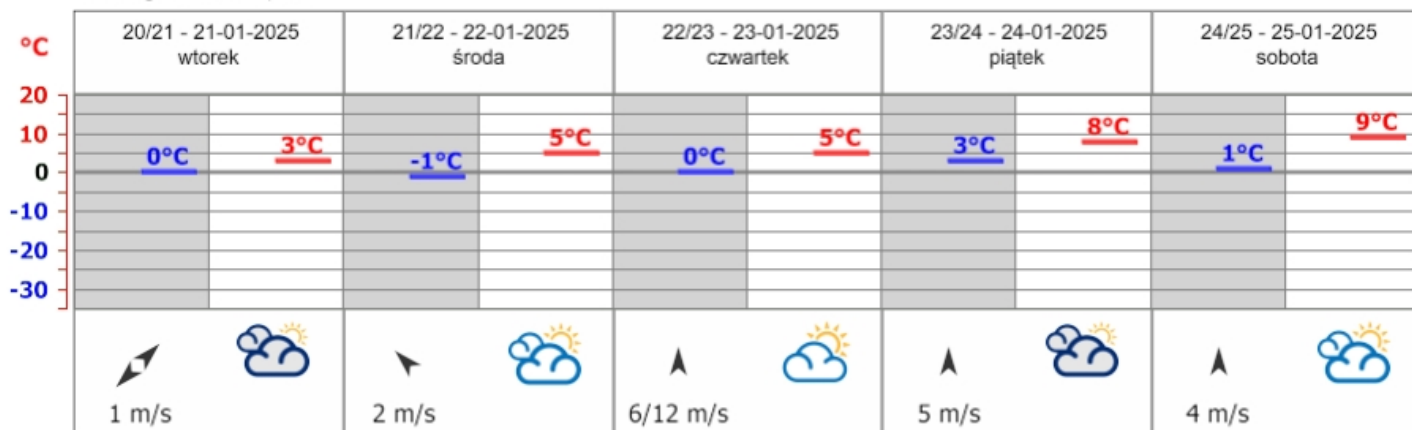 °C
20/21 - 21-01-2025
wtorek
21/22 - 22-01-2025
środa
22/23 - 23-01-2025
czwartek
23/24 - 24-01-2025
piątek
24/25 - 25-01-2025
sobota
20
10
0
-10
-20
-30
0°C 3°C -1°C 5°C 0°C 5°C 3°C 8°C 1°C 9°C
1 m/s 2 m/s 6/12 m/s 5 m/s 4 m/s